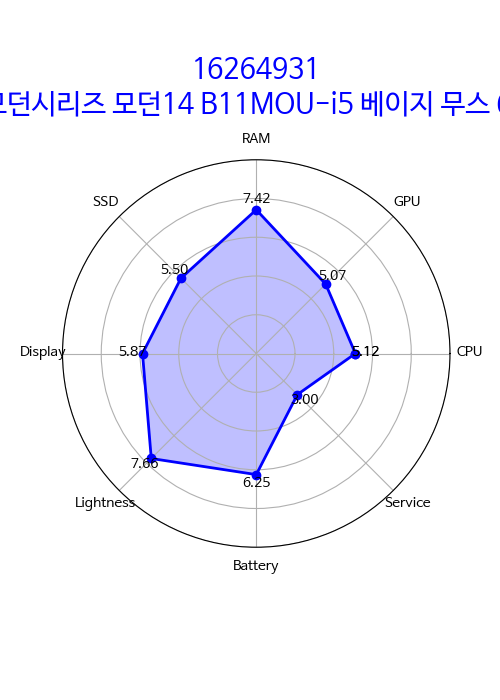 16264931
모던시리즈 모던14 B11MOU-i5 베이지 무스
RAM
SSD
GPU
7.42
5.50
5.07
Display
5.12
CPU
3.00
7.66
6.25
Lightness
Service
Battery